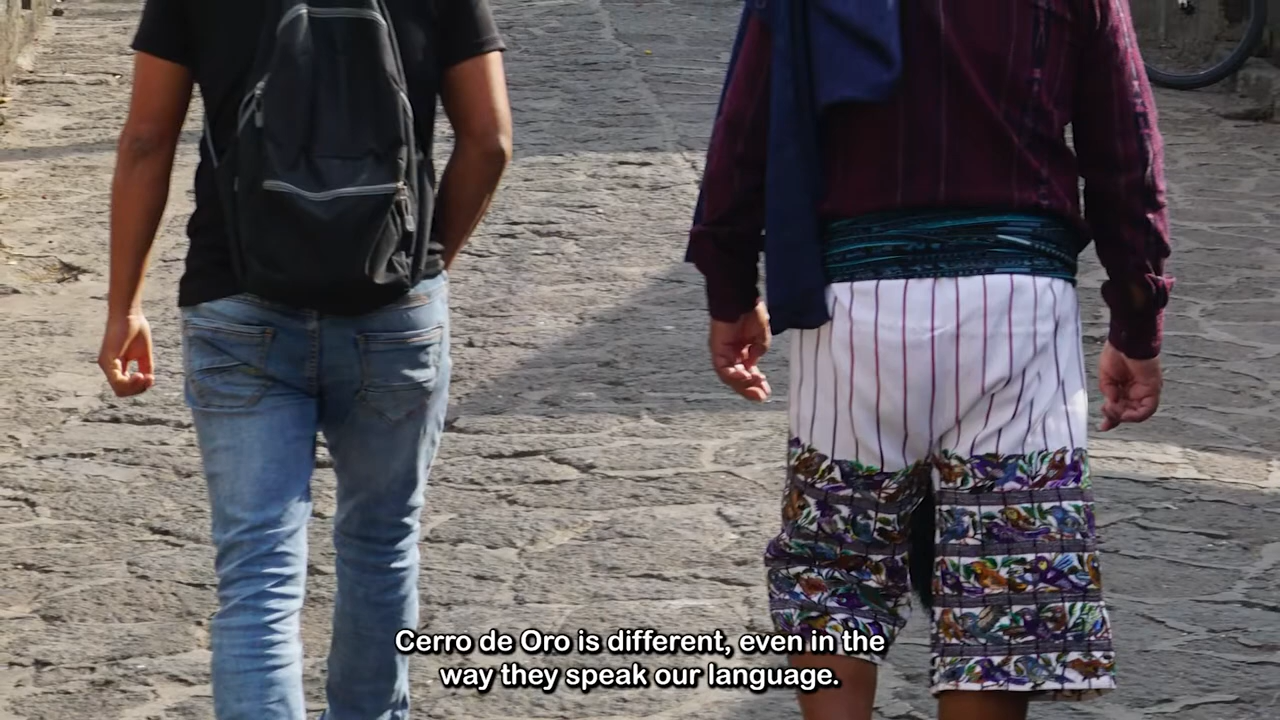 Cerro de Oro is different, even in the
way they speak our language.